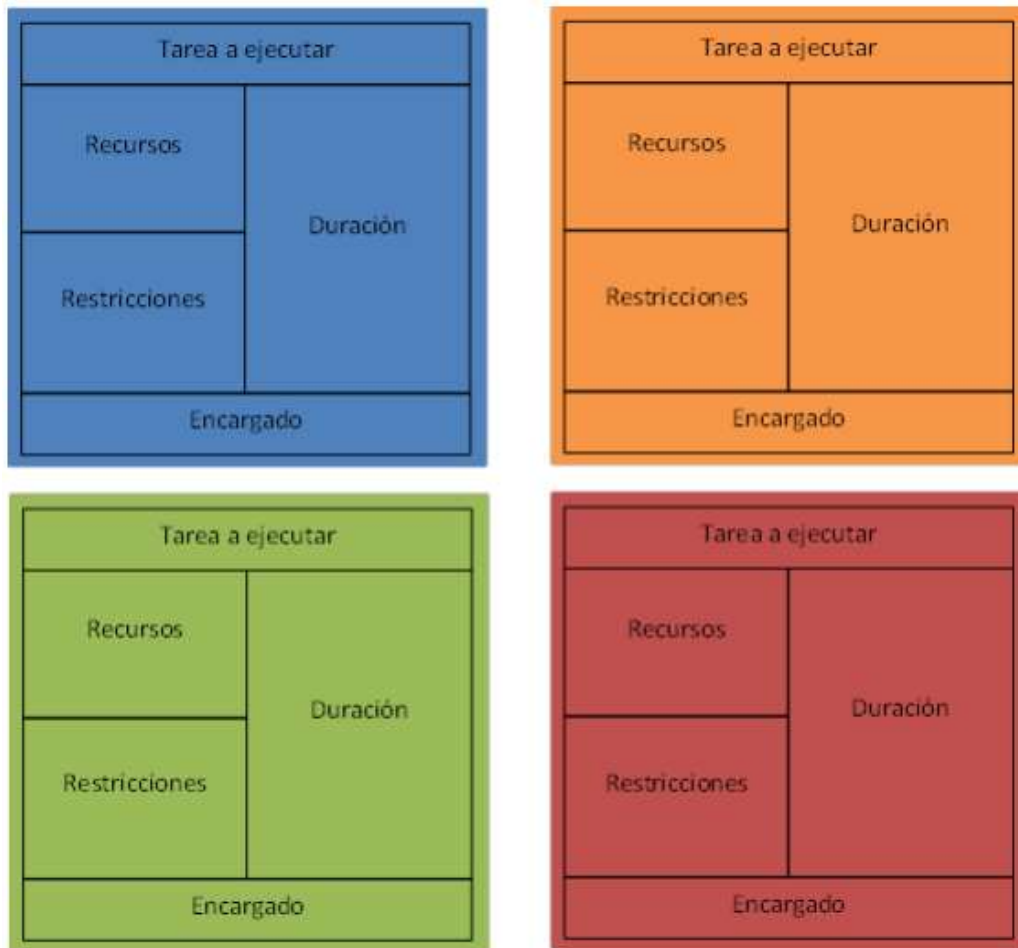 Tarea a ejecutar
Recursos
Duración
Restricciones
Encargado
Tarea a ejecutar
Recursos
Duración
Restricciones
Encargado
Tarea a ejecutar
Recursos
Duración
Restricciones
Encargado
Tarea a ejecutar
Recursos
Duración
Restricciones
Encargado